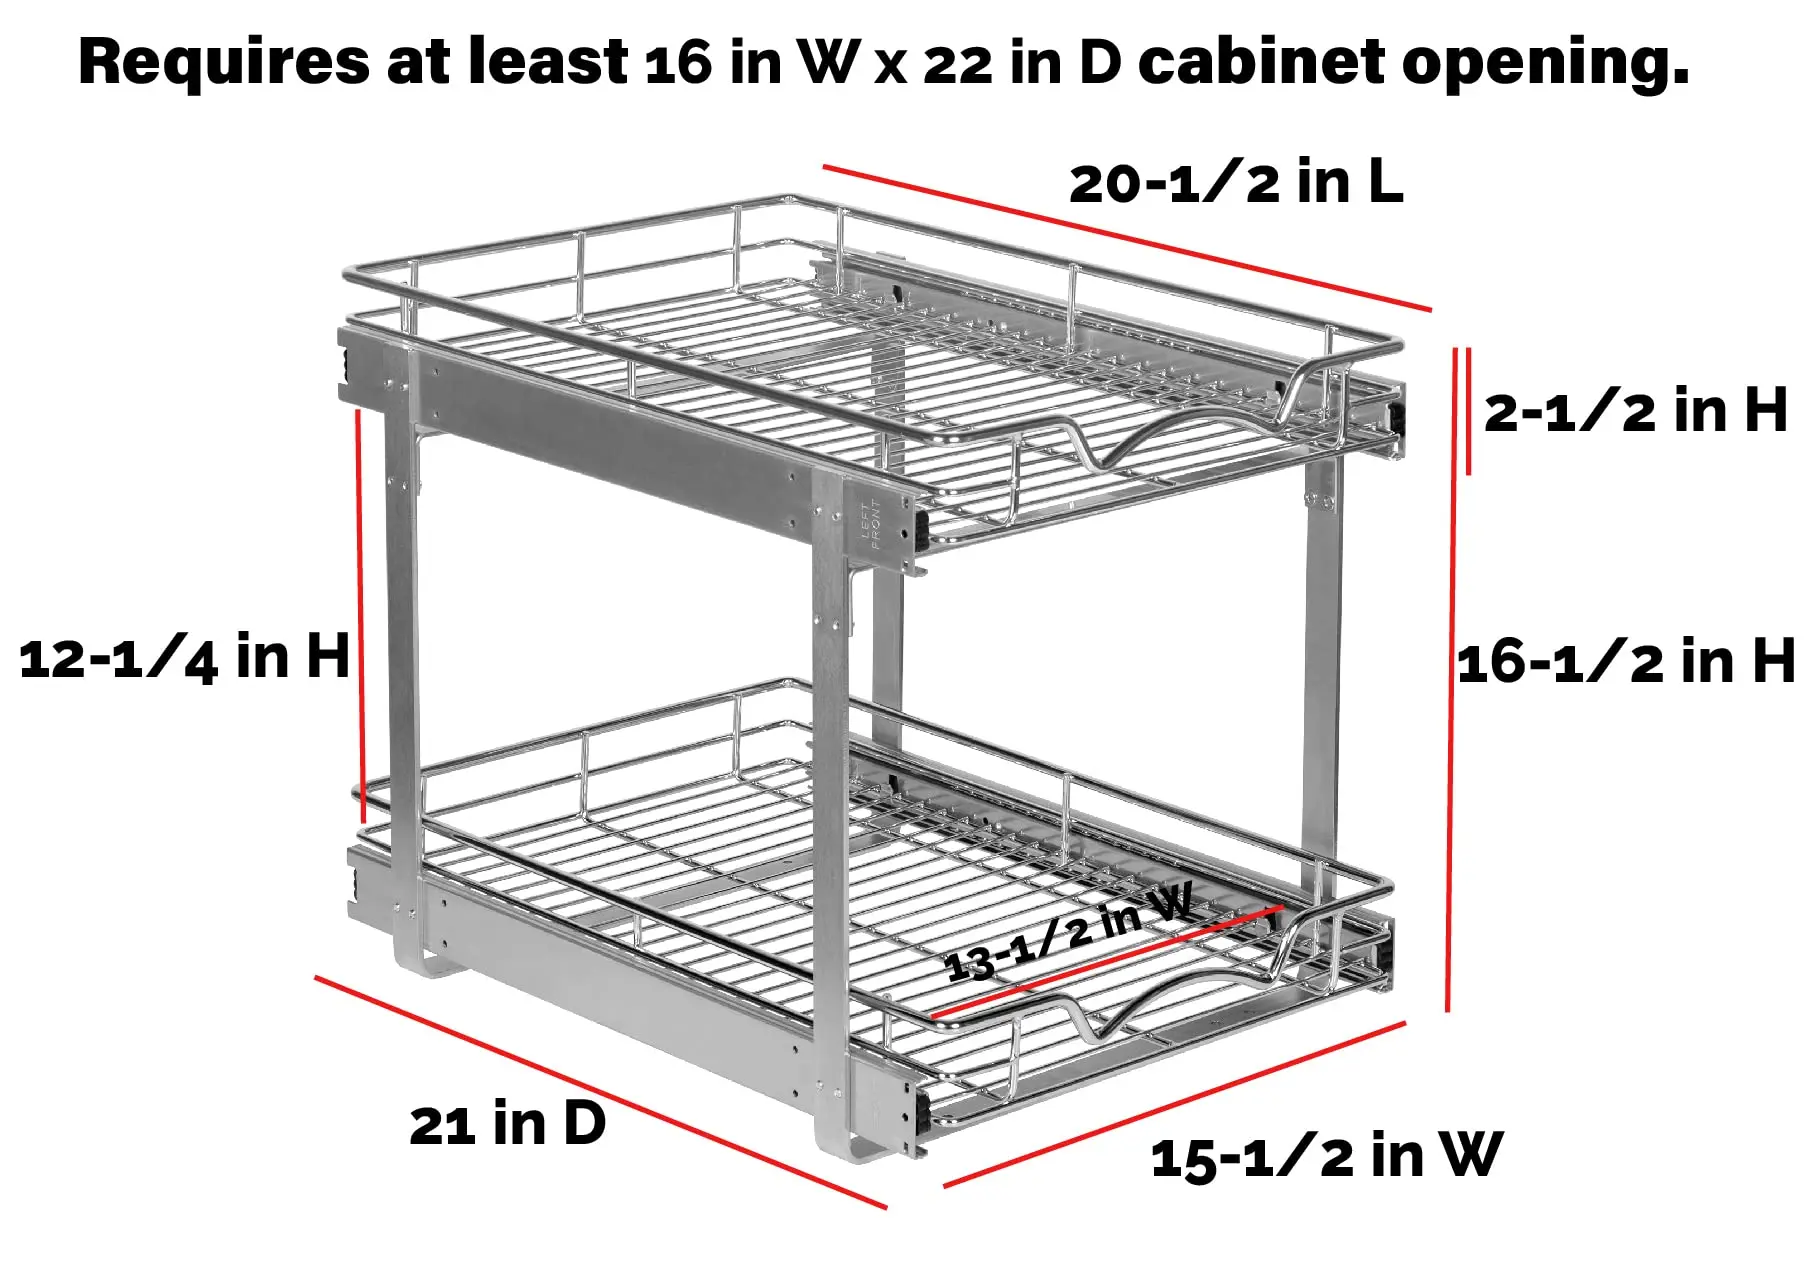 Requires at least 16 in W x 22 in D cabinet opening.
20-1/2 in L
2-1/2 in H
LEFT
FRONT
12-1/4 in H
16-1/2 in H
13-1/2 in W
21 in D
15-1/2 in W